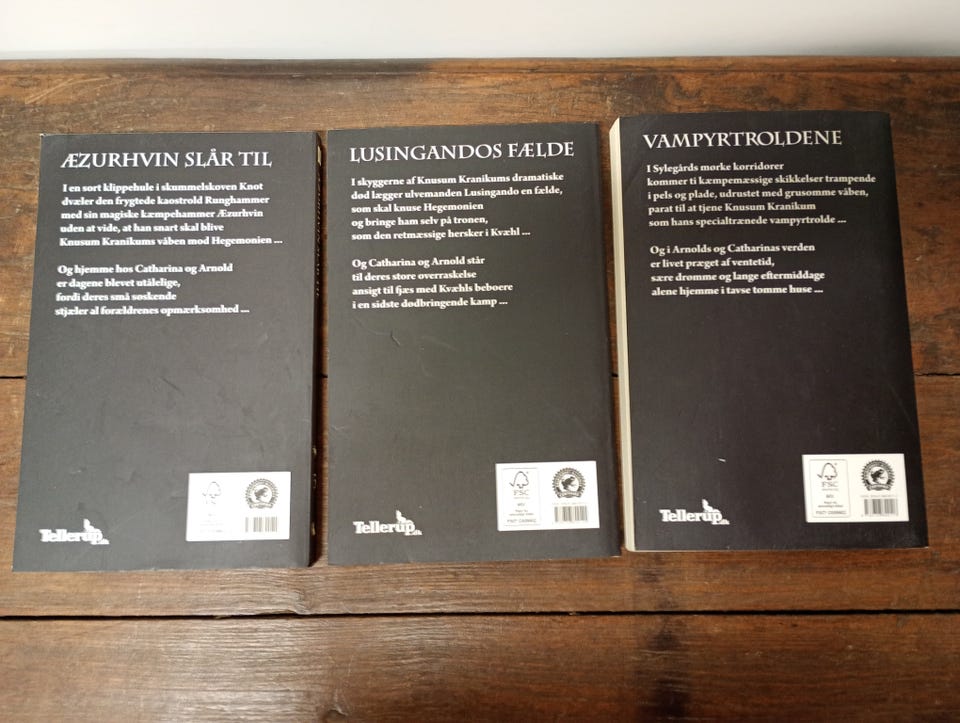 ÆZURHVIN SLÅR TIL
I en sort klippehule i skummelskoven Knot
dvæler den frygtede kaostrold Runghammer
med sin magiske kæmpehammer Æzurhvin
uden at vide, at han snart skal blive
Knusum Kranikums våben mod Hegemonien ...
Og hjemme hos Catharina og Arnold
er dagene blevet utålelige,
fordi deres små søskende
stjæler al forældrenes opmærksomhed ...
Tellerup.dk
LUSINGANDOS FÆLDE
I skyggerne af Knusum Kranikums dramatiske
død lægger ulvemanden Lusingando en fælde,
som skal knuse Hegemonien
og bringe ham selv på tronen,
som den retmæssige hersker i Kvæhl ...
Og Catharina og Arnold står
til deres store overraskelse
ansigt til fjæs med Kvæhls beboere
i en sidste dødbringende kamp ...
FSC
Tellerup.dk
VAMPYRTROLDENE
I Sylegårds mørke korridorer
kommer ti kæmpemæssige skikkelser trampende
i pels og plade, udrustet med grusomme våben,
parat til at tjene Knusum Kranikum
som hans specialtrænede vampyrtrolde ...
Og i Arnolds og Catharinas verden
er livet præget af ventetid,
sære drømme og lange eftermiddage
alene hjemme i tavse tomme huse ...
FSC
Tellerup.dk